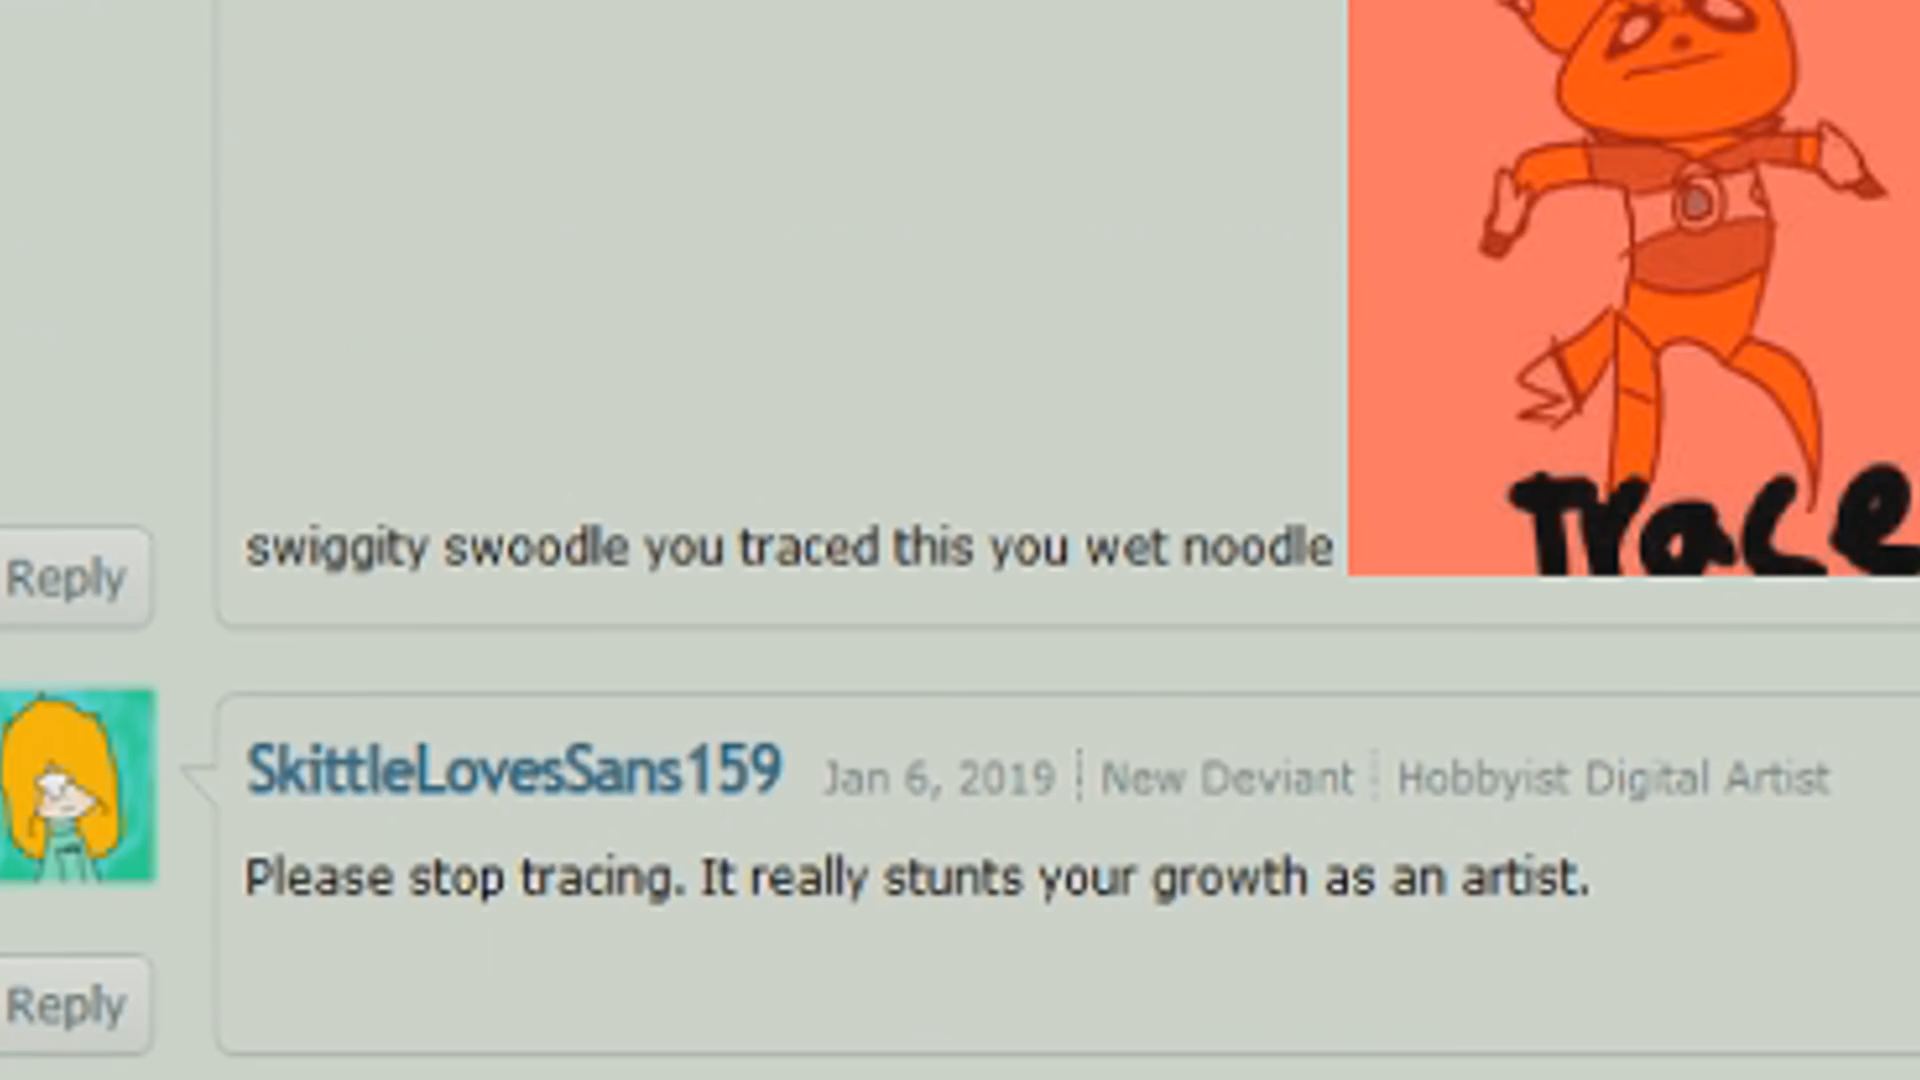 swiggity swoodle you traced this you wet noodle
Trace
Reply
SkittleLovesSans159 Jan 6, 2019 New Deviant Hobbyist Digital Artist
Please stop tracing. It really stunts your growth as an artist.
Reply